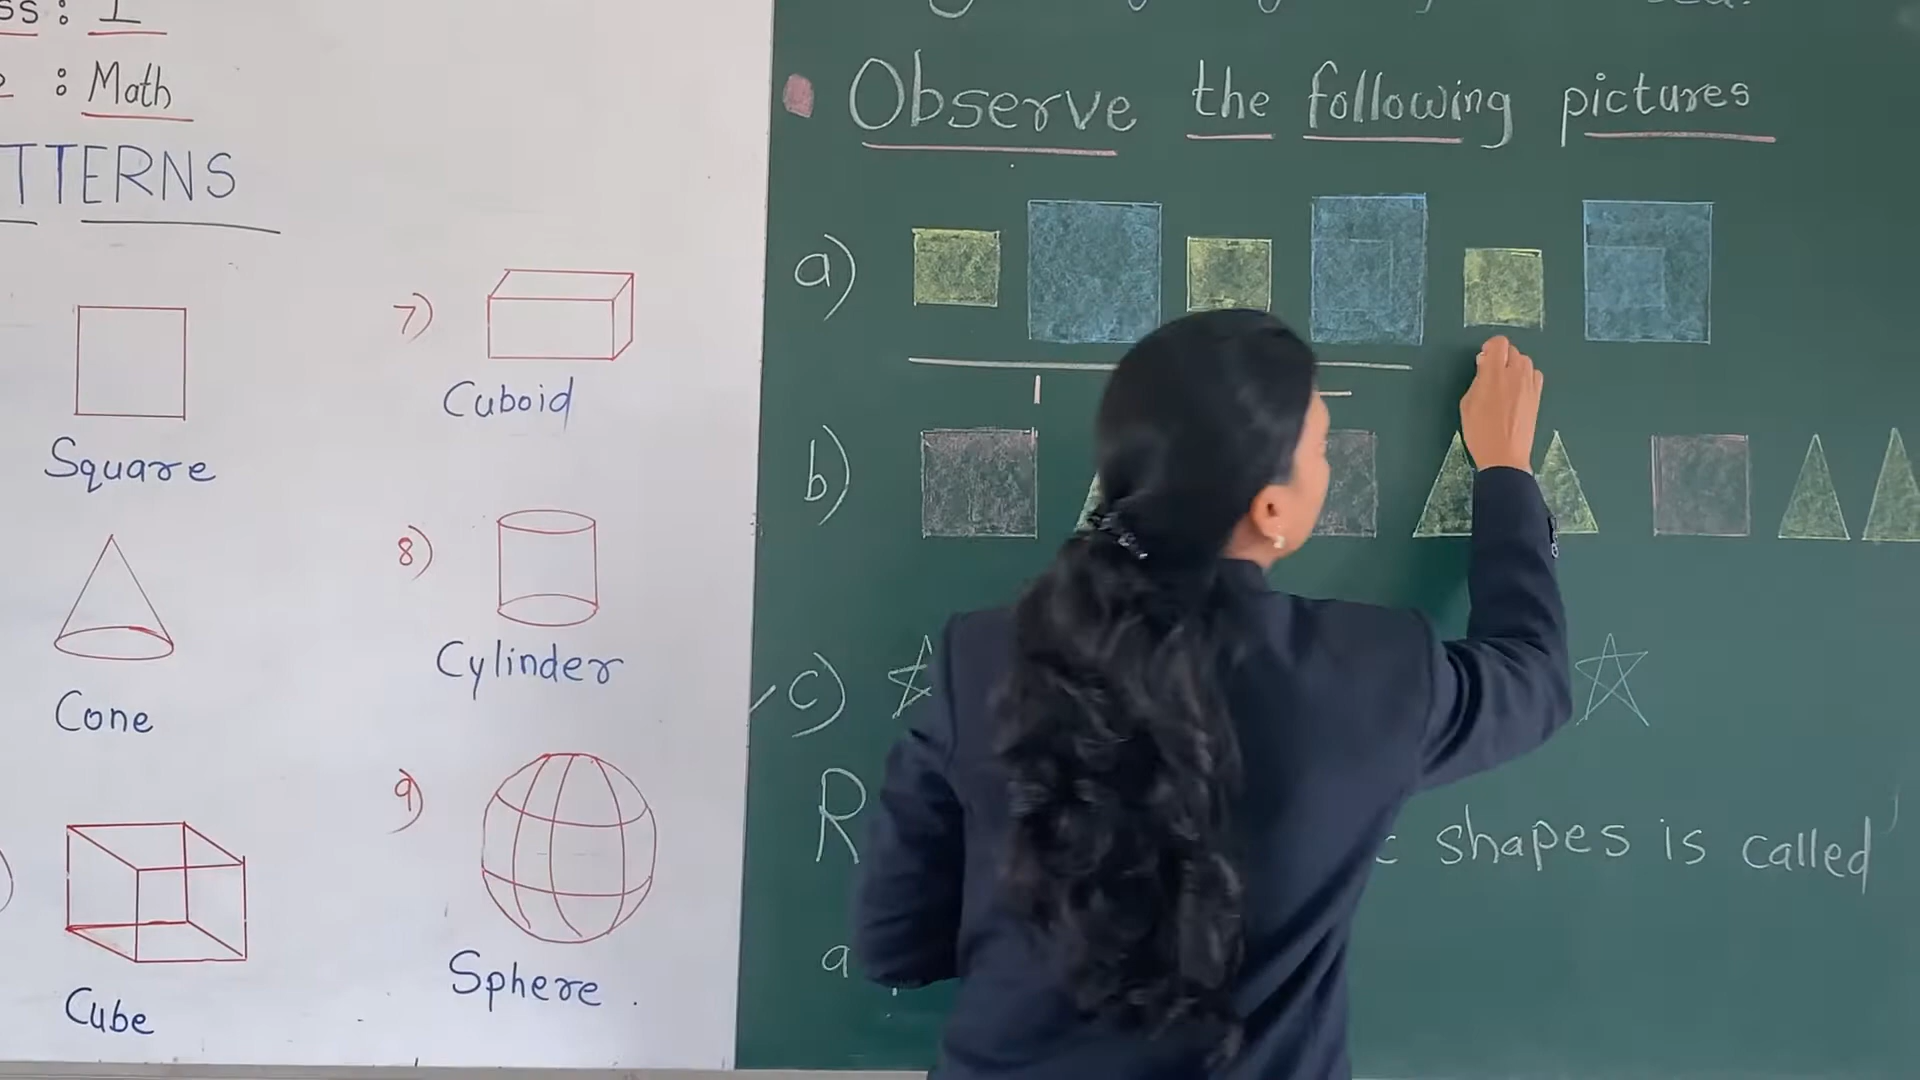 : I
: Math
TTERNS
Square
7)
Cuboid
Cone
8)
Cylinder
Cube
9)
Sphere .
Observe the following pictures
a)
b)
c)
R
shapes is called
a